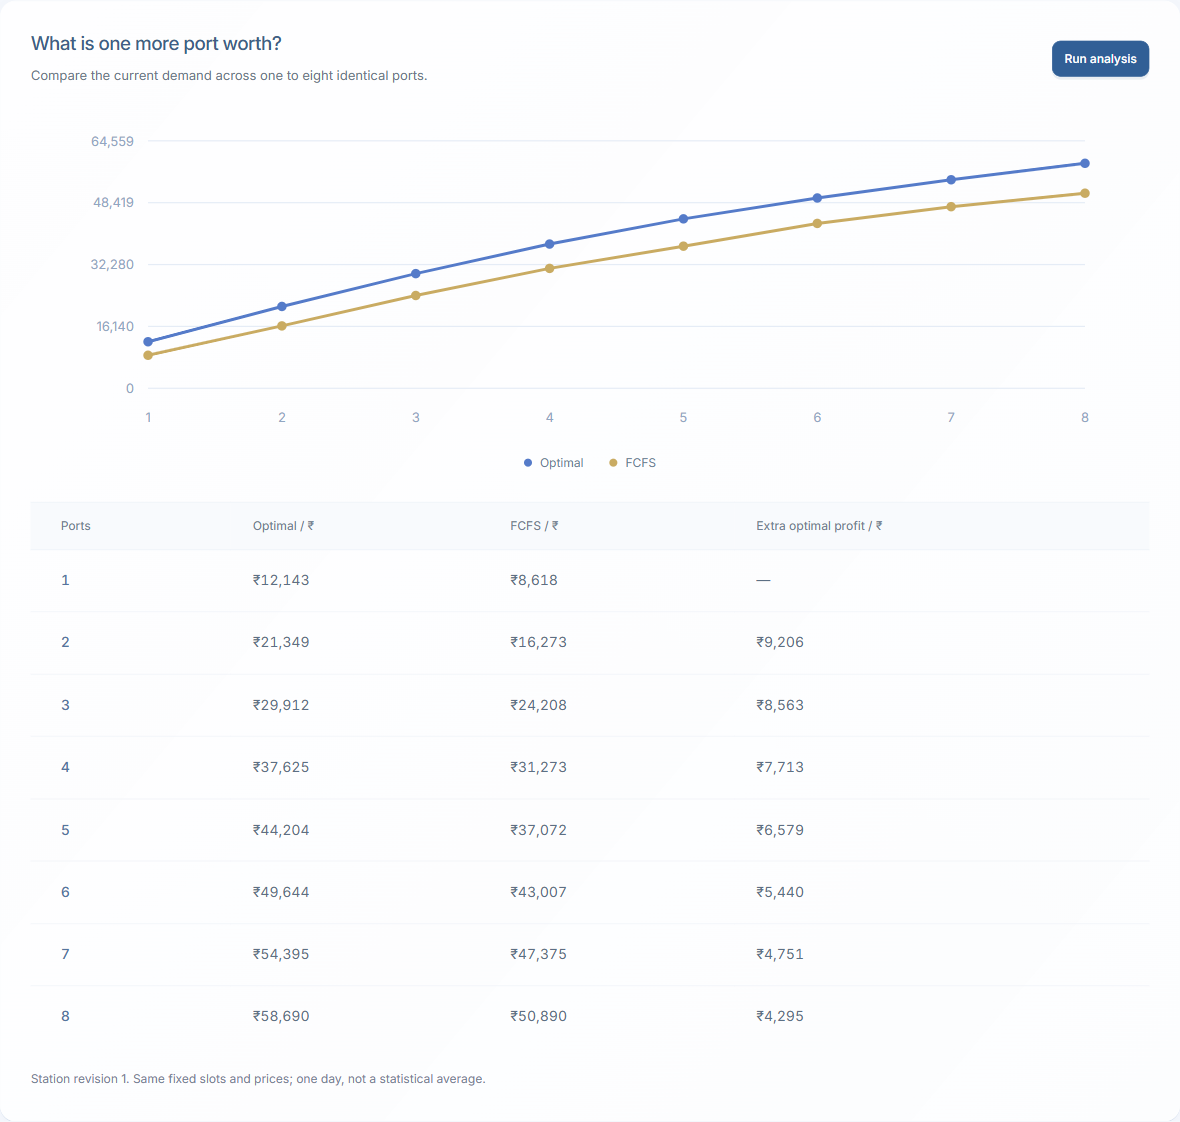 What is one more port worth?
Compare the current demand across one to eight identical ports.
Run analysis
64,559
48,419
32,280
16,140
0
1 2 3 4 5 6 7 8
Optimal FCFS
Ports Optimal / ₹ FCFS / ₹ Extra optimal profit / ₹
1 ₹12,143 ₹8,618 —
2 ₹21,349 ₹16,273 ₹9,206
3 ₹29,912 ₹24,208 ₹8,563
4 ₹37,625 ₹31,273 ₹7,713
5 ₹44,204 ₹37,072 ₹6,579
6 ₹49,644 ₹43,007 ₹5,440
7 ₹54,395 ₹47,375 ₹4,751
8 ₹58,690 ₹50,890 ₹4,295
Station revision 1. Same fixed slots and prices; one day, not a statistical average.